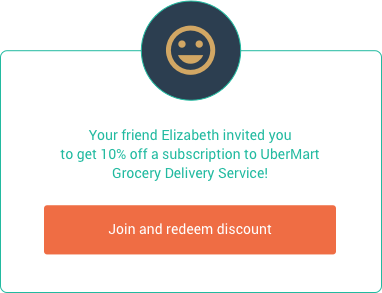 Your friend Elizabeth invited you
to get 10% off a subscription to UberMart
Grocery Delivery Service!
Join and redeem discount